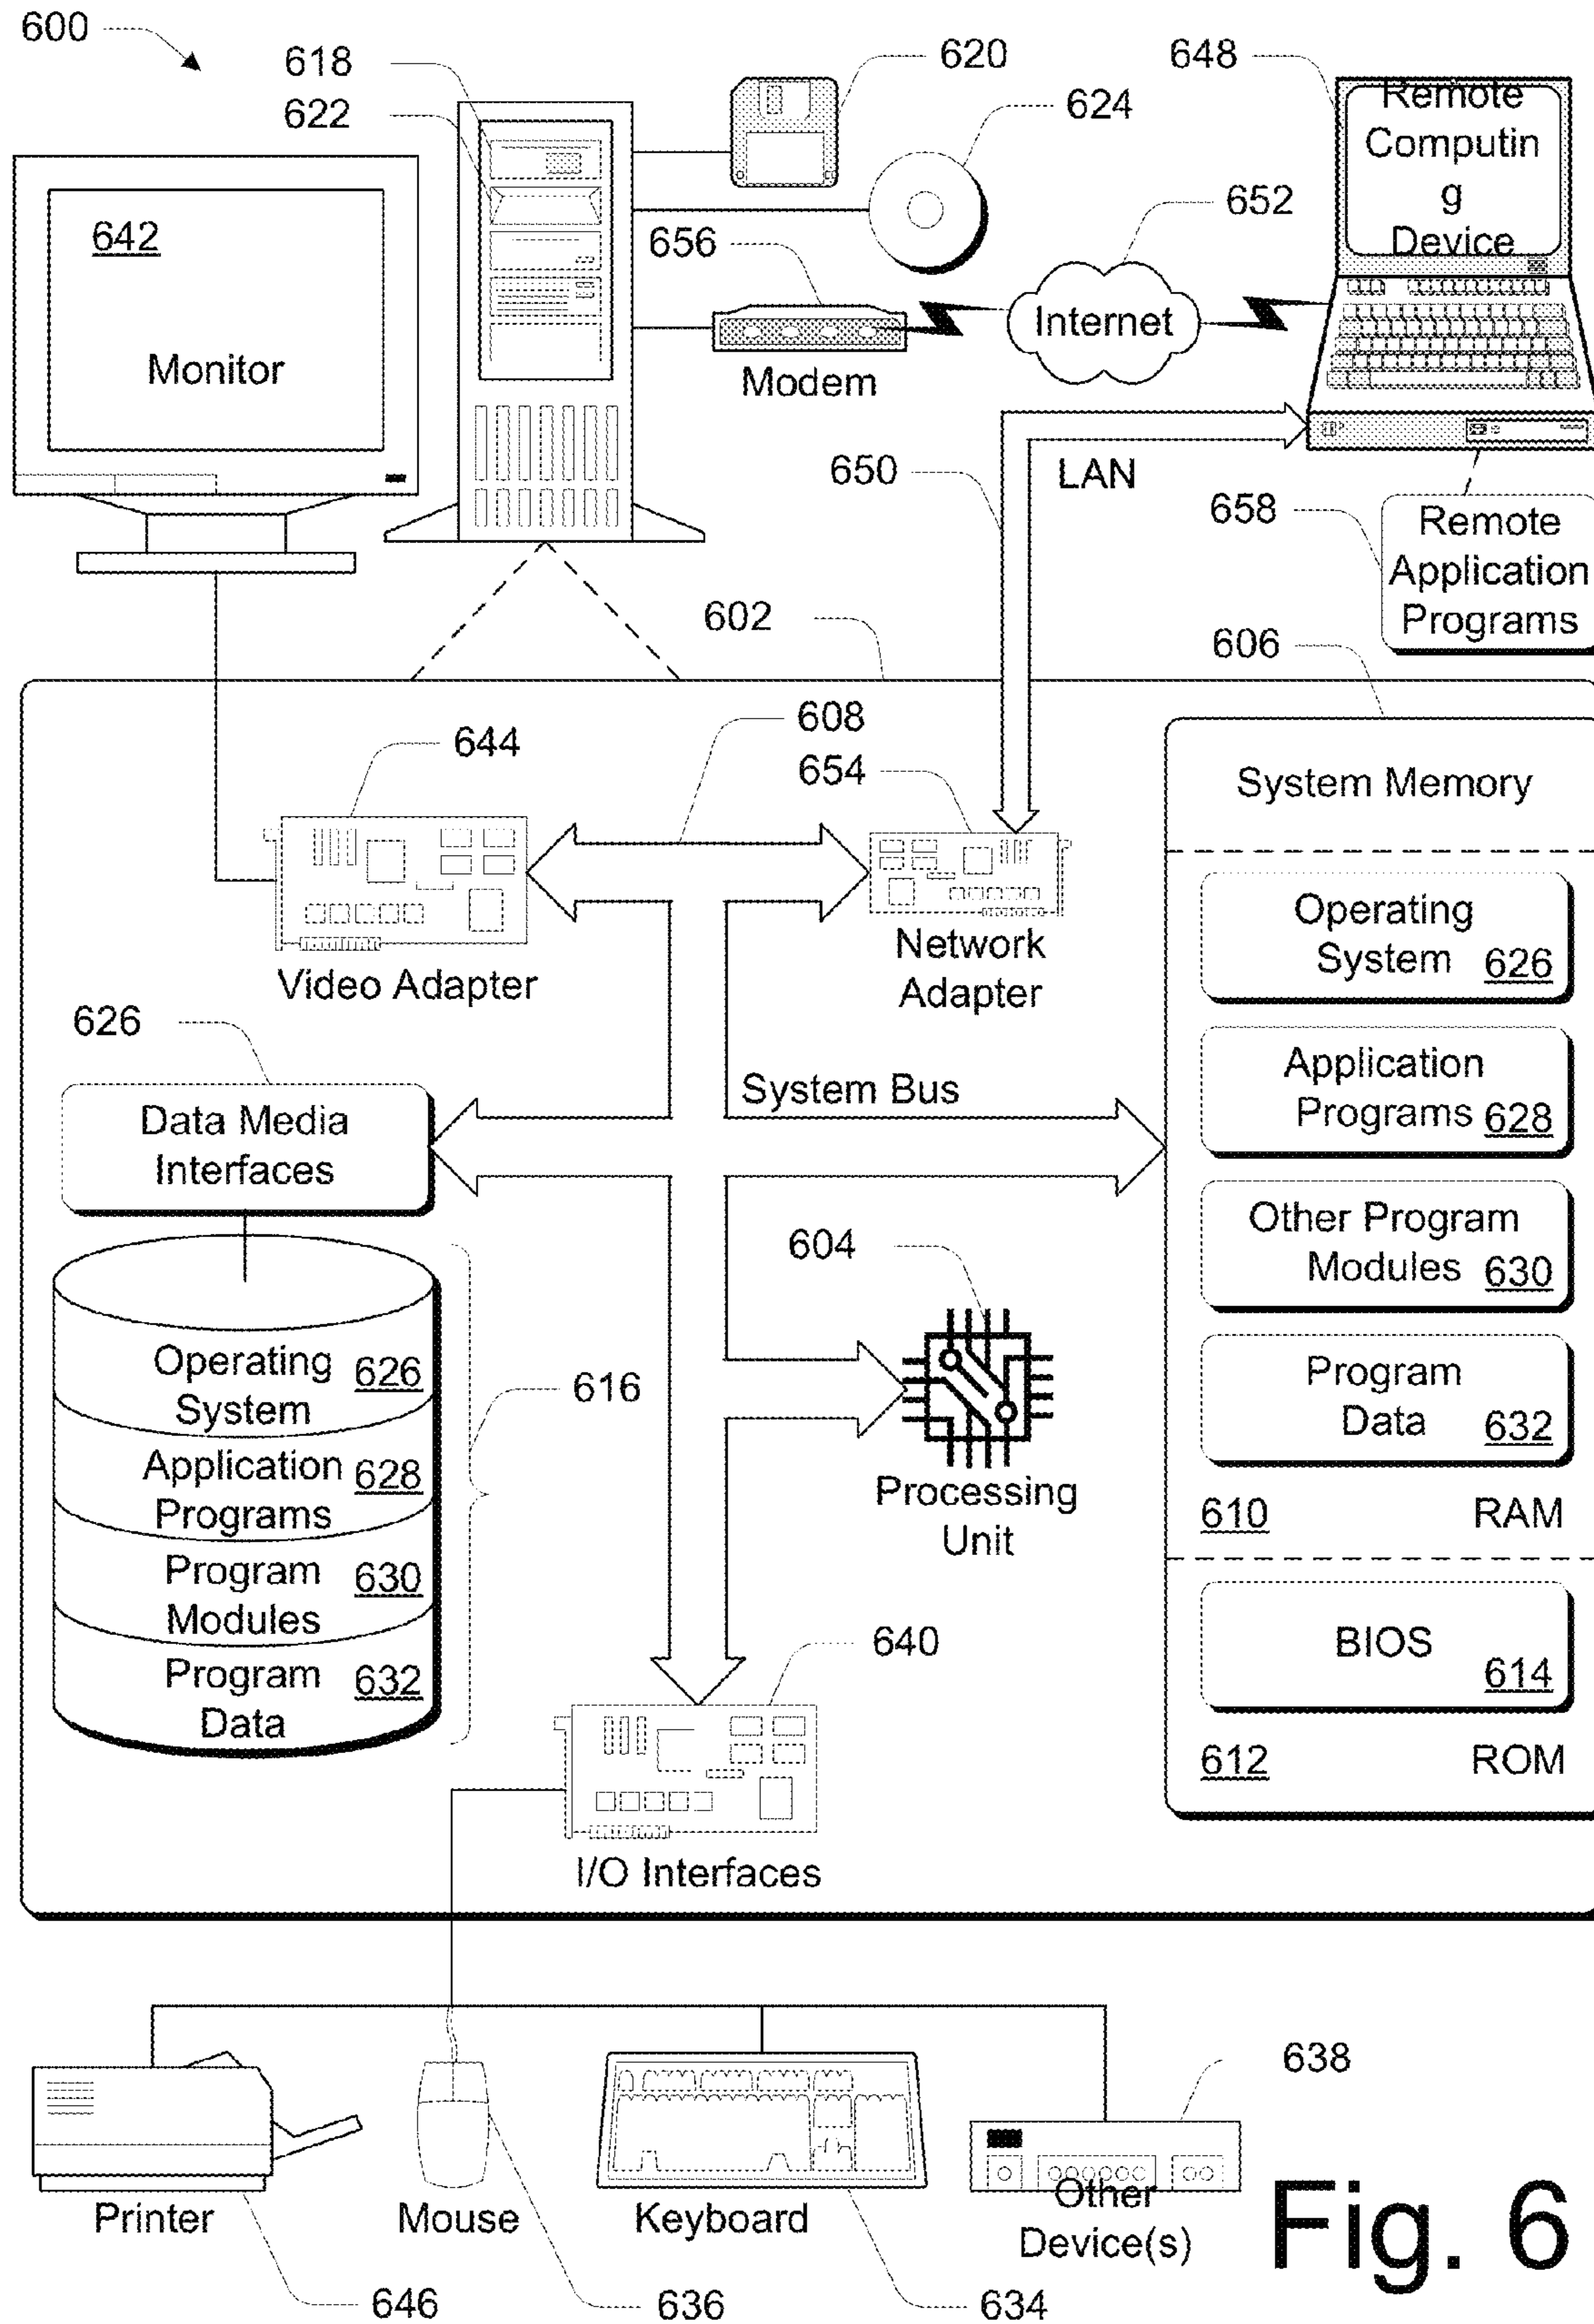 600
618
622
620
624
648
Remote
Computin
g
Device
652
656
642
Monitor
Internet
Modem
650
LAN
658
Remote
Application
Programs
602
606
608
644
654
System Memory
Operating
System 626
Video Adapter
Network
Adapter
626
Application
Programs 628
System Bus
Data Media
Interfaces
Other Program
Modules 630
604
Operating
System 626
616
Program
Data 632
Application
Programs 628
Processing
Unit
610 RAM
Program
Modules 630
640
BIOS
614
Program
Data 632
612 ROM
I/O Interfaces
638
Printer
Mouse
Keyboard
Other
Device(s)
646
636
634
Fig. 6